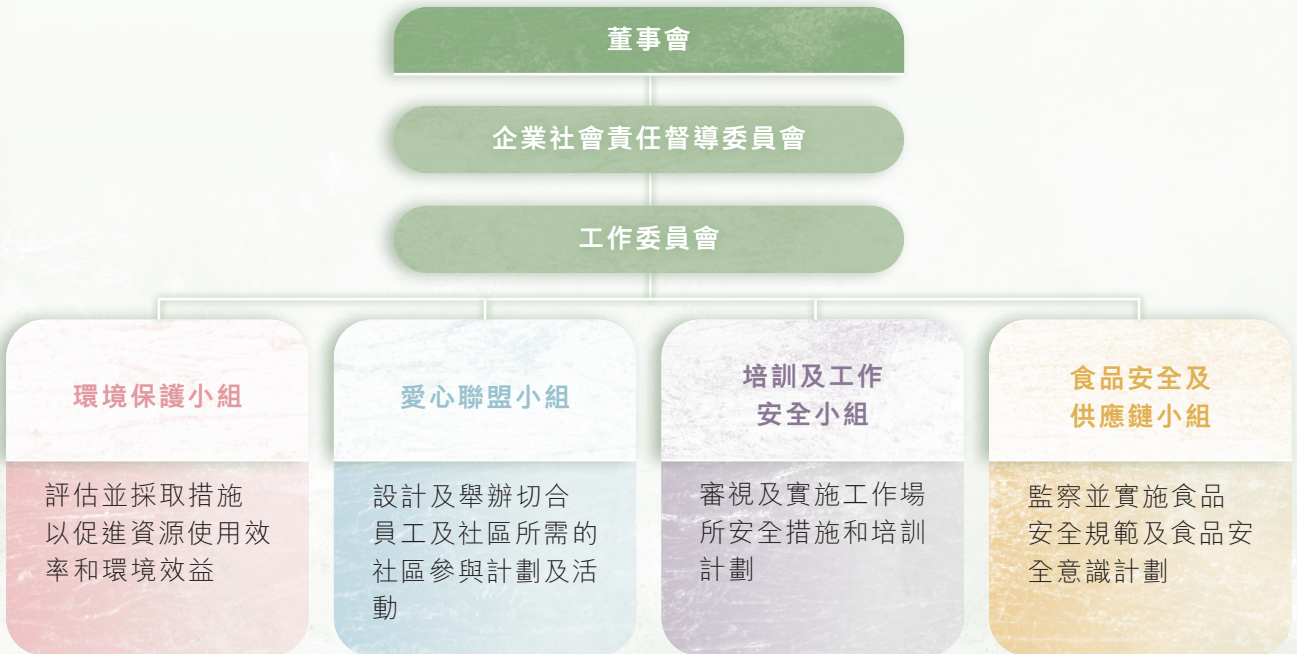 董事會
企業社會責任督導委員會
工作委員會
環境保護小組
評估並採取措施
以促進資源使用效
率和環境效益
愛心聯盟小組
設計及舉辦切合
員工及社區所需的
社區參與計劃及活
動
培訓及工作
安全小組
審視及實施工作場
所安全措施和培訓
計劃
食品安全及
供應鏈小組
監察並實施食品
安全規範及食品安
全意識計劃